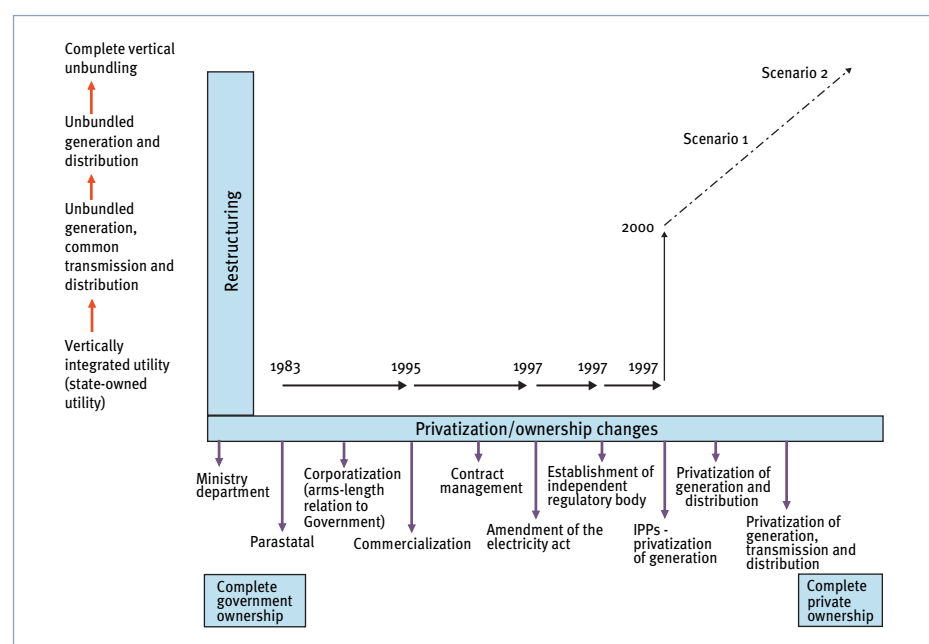 Complete vertical
unbundling
Unbundled
generation and
distribution
Unbundled
generation,
common
transmission and
distribution
Vertically
integrated utility
(state-owned
utility)
Restructuring
Scenario 2
Scenario 1
2000
1983
1995
1997
1997
1997
Privatization/ownership changes
Ministry
department
Parastatal
Corporatization
(arms-length
relation to
Government)
Commercialization
Contract
management
Amendment of the
electricity act
Establishment of
independent
regulatory body
IPPs -
privatization
of generation
Privatization of
generation and
distribution
Privatization of
generation,
transmission and
distribution
Complete
government
ownership
Complete
private
ownership